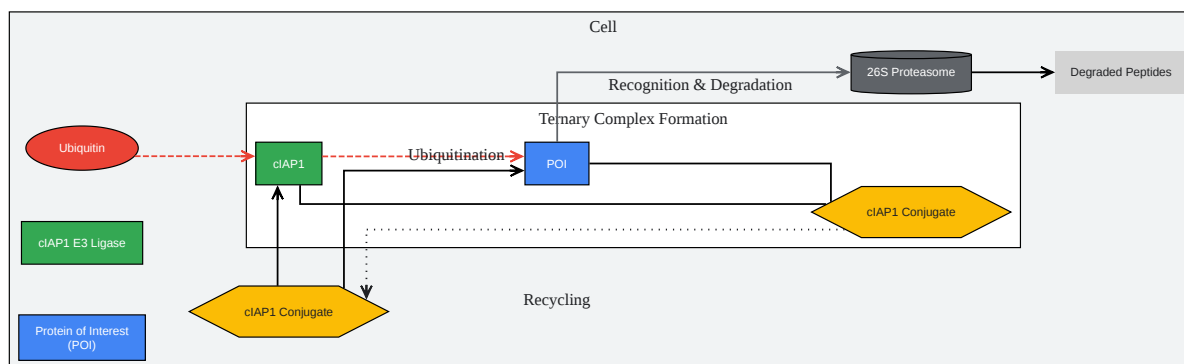 Cell
26S Proteasome
Degraded Peptides
Recognition & Degradation
Ternary Complex Formation
Ubiquitin
Ubiquitination
cIAP1
POI
cIAP1 Conjugate
cIAP1 E3 Ligase
Recycling
cIAP1 Conjugate
Protein of Interest
(POI)